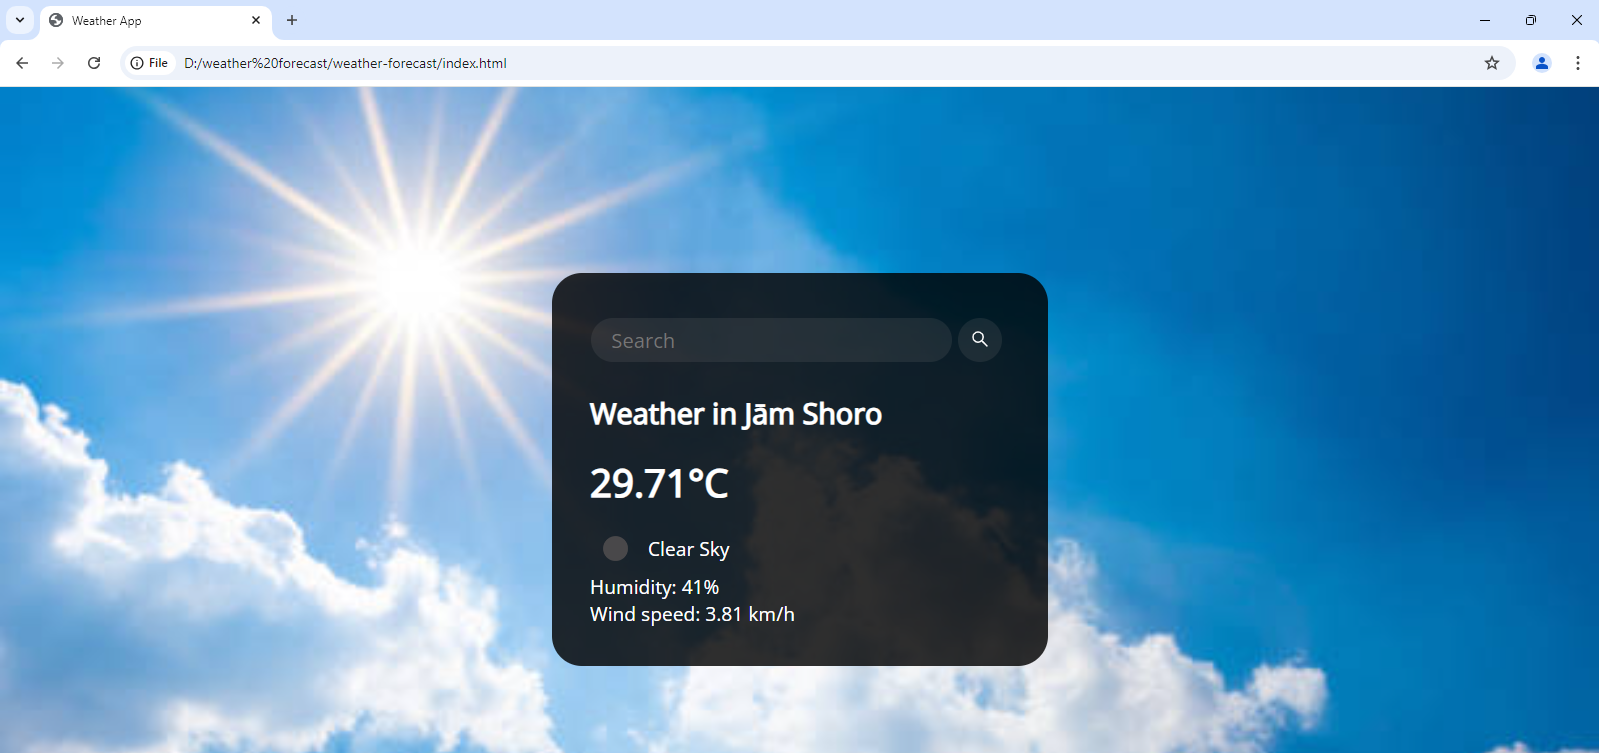 Weather App
File D:/weather%20forecast/weather-forecast/index.html
Search
Weather in Jām Shoro
29.71°C
Clear Sky
Humidity: 41%
Wind speed: 3.81 km/h